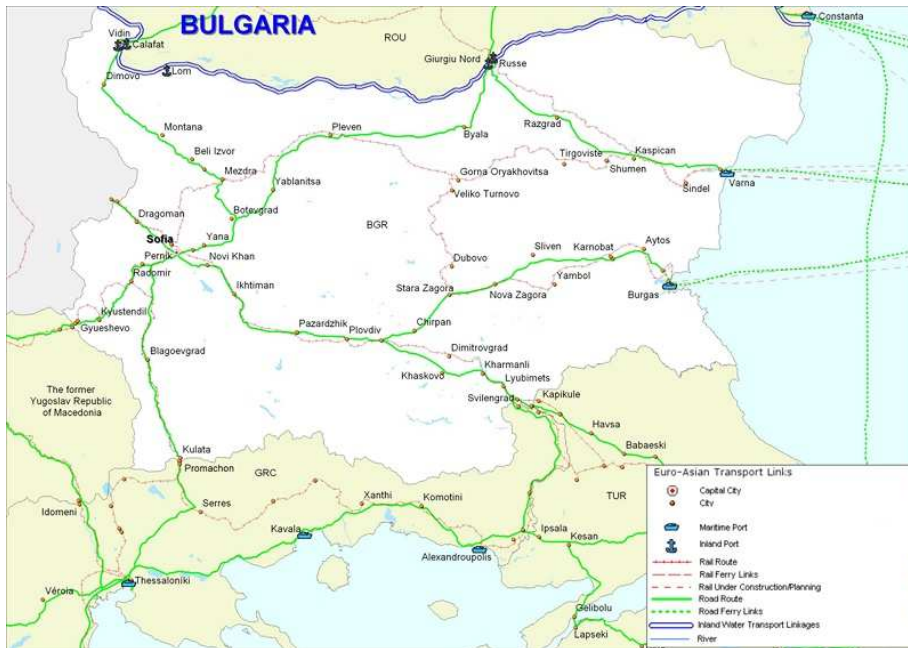 BULGARIA
Constanta
Vidin
Calafat
ROU
Giurgiu Nord
Russe
Lom
Dimovo
Montana
Pleven
Byala
Razgrad
Beli Izvor
Mezdra
Tirgoviste
Kaspican
Shumen
Gorna Oryakhovitsa
Varna
Sindel
Yablanitsa
Veliko Turnovo
Dragoman
Botevgrad
BGR
Sofia
Yana
Pernik
Novi Khan
Sliven
Karnobat
Aytos
Radomir
Dubovo
Ikhtiman
Stara Zagora
Nova Zagora
Yambol
Burgas
Kyustendil
Gyueshevo
Pazardzhik
Plovdiv
Chirpan
Blagoevgrad
Dimitrovgrad
Kharmanli
Khaskovo
Lyubimets
The former
Yugoslav Republic
of Macedonia
Svilengrad
Kapikule
Havsa
Babaeski
Kulata
Promachon
GRC
TUR
Idomeni
Serres
Xanthi
Komotini
Kavala
Ipsala
Kesan
Alexandroupolis
Thessaloniki
Véroia
Gelibolu
Lapseki
Euro-Asian Transport Links
Capital City
City
Maritime Port
Inland Port
Rail Route
Rail Ferry Links
Rail Under Construction/Planning
Road Route
Road Ferry Links
Inland Water Transport Linkages
River